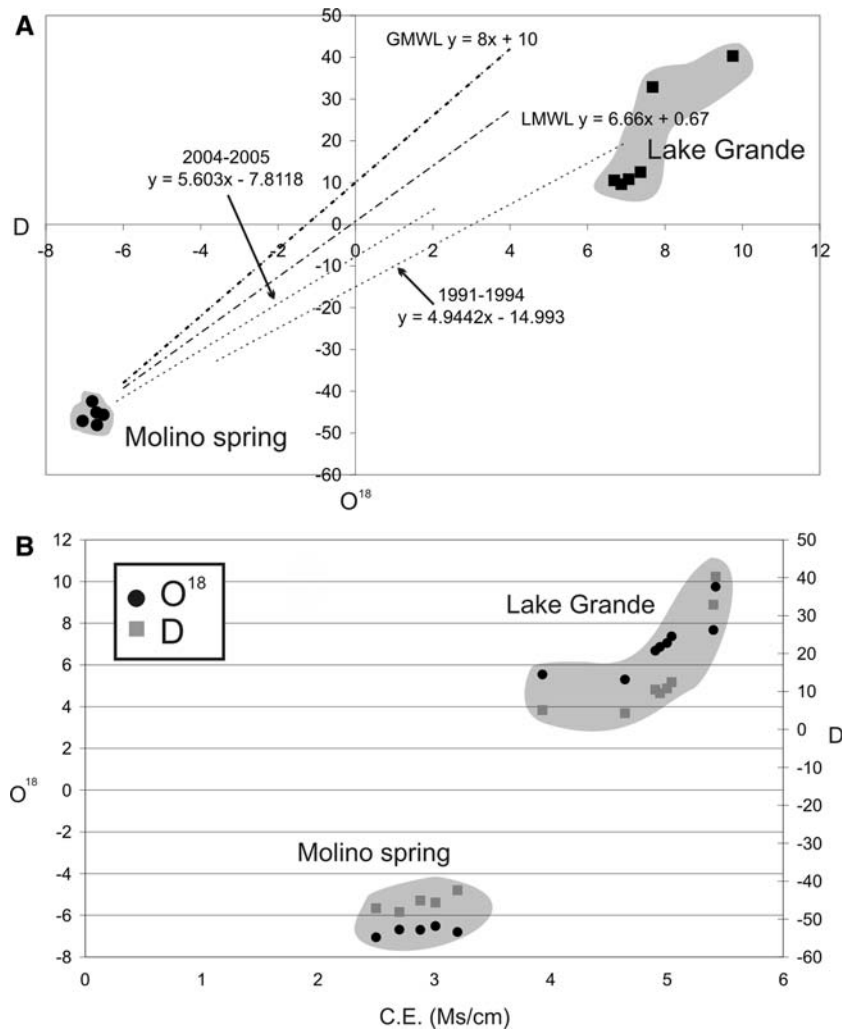 A
50
40
30
20
10
0
-10
-20
-30
-40
-50
-60
-8 -6 -4 -2 0 2 4 6 8 10 12
D
O18
GMWL y = 8x + 10
LMWL y = 6.66x + 0.67
Lake Grande
2004-2005
y = 5.603x - 7.8118
1991-1994
y = 4.9442x - 14.993
Molino spring
B
12
10
8
6
4
2
0
-2
-4
-6
-8
O18
O18
D
Lake Grande
Molino spring
50
40
30
20
10
0
-10
-20
-30
-40
-50
-60
D
0 1 2 3 4 5 6
C.E. (Ms/cm)